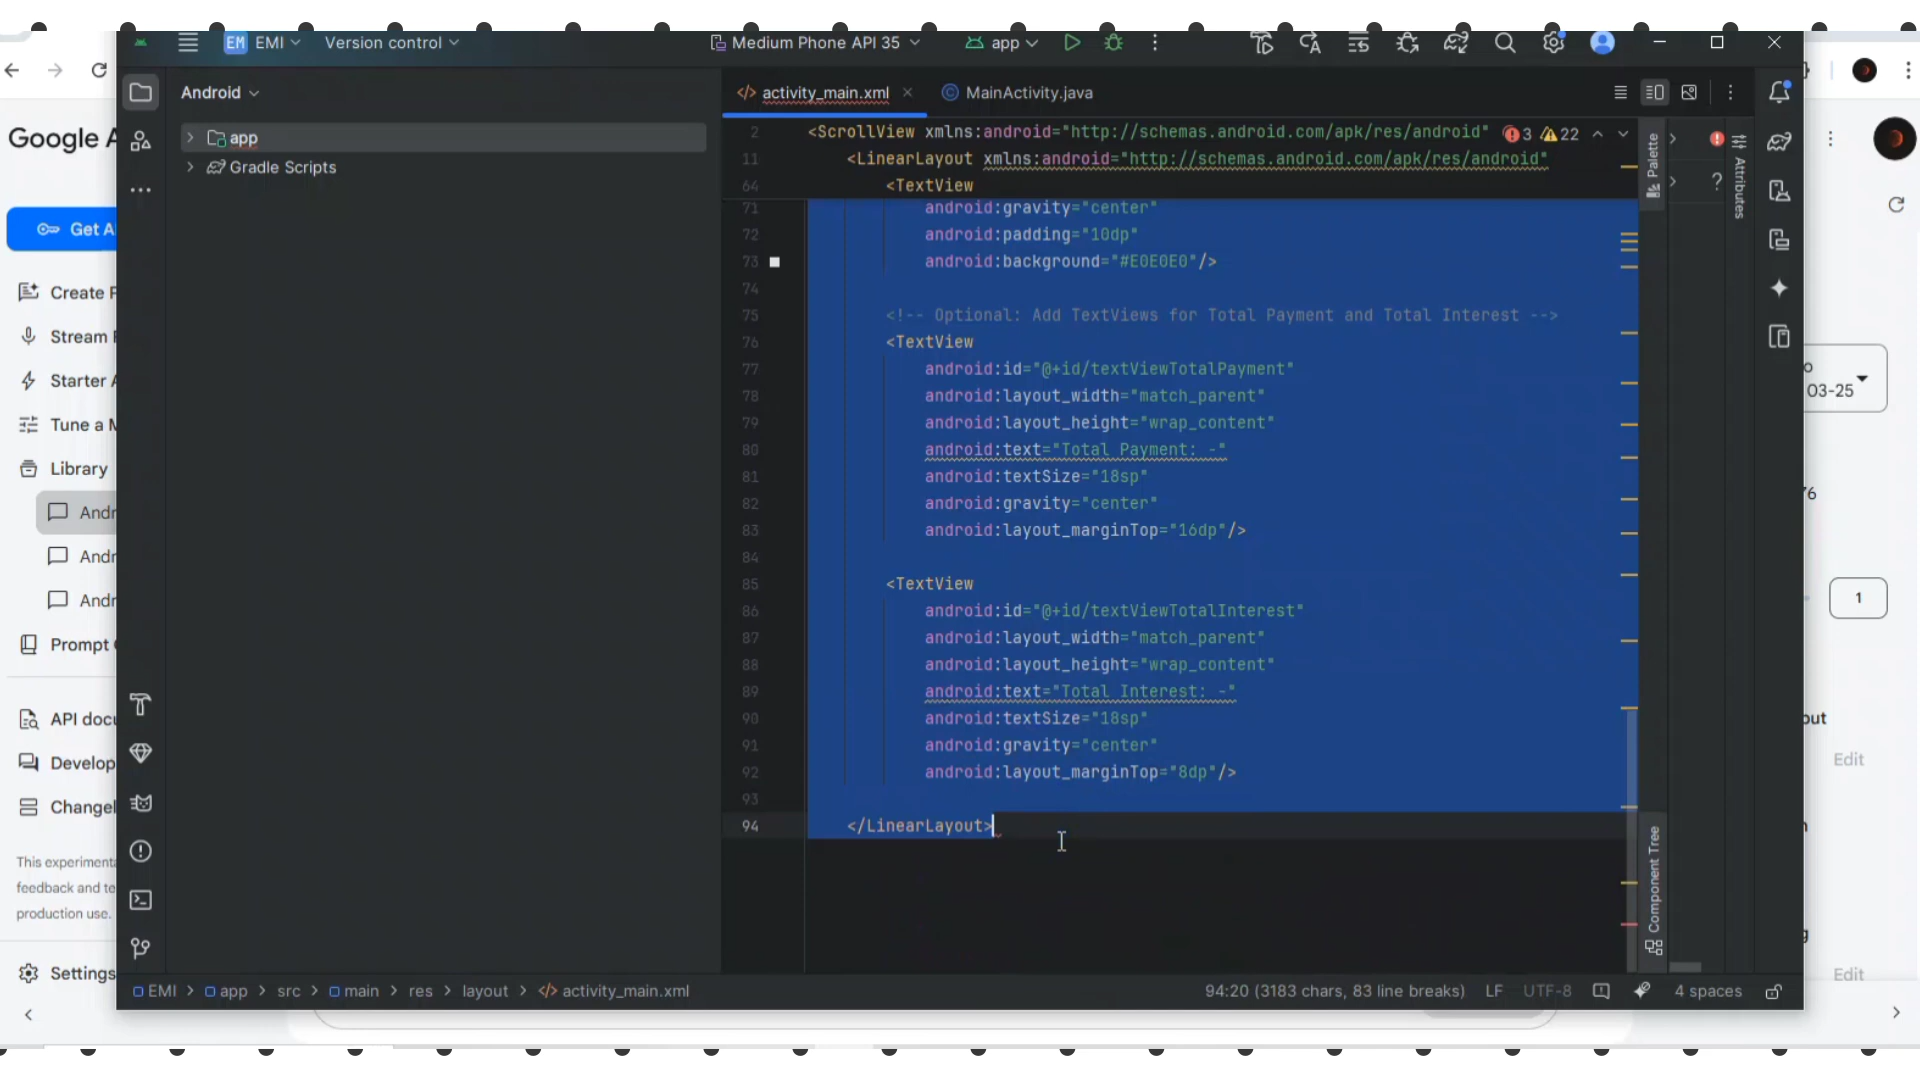 EM EMI Version control Medium Phone API 35 app
Google A
Android
activity_main.xml MainActivity.java
app
Gradle Scripts
2 <ScrollView xmlns:android="http://schemas.android.com/apk/res/android" 3 22
11 <LinearLayout xmlns:android="http://schemas.android.com/apk/res/android"
64 <TextView
71 android:gravity="center"
72 android:padding="10dp"
73 android:background="#E0E0E0"/>
74
75 <!-- Optional: Add TextViews for Total Payment and Total Interest -->
76 <TextView
77 android:id="@+id/textViewTotalPayment"
78 android:layout_width="match_parent"
79 android:layout_height="wrap_content"
80 android:text="Total Payment: -"
81 android:textSize="18sp"
82 android:gravity="center"
83 android:layout_marginTop="16dp"/>
84
85 <TextView
86 android:id="@+id/textViewTotalInterest"
87 android:layout_width="match_parent"
88 android:layout_height="wrap_content"
89 android:text="Total Interest: -"
90 android:textSize="18sp"
91 android:gravity="center"
92 android:layout_marginTop="8dp"/>
93
94 </LinearLayout>
Palette
Attributes
Component Tree
EMI > app > src > main > res > layout > activity_main.xml
94:20 (3183 chars, 83 line breaks) LF UTF-8 4 spaces
Get A
Create P
Stream
Starter A
Tune a M
Library
Andr
Andr
Andr
Prompt
API docu
Develop
Changel
This experiment
feedback and te
production use.
Settings
03-25
1
Edit
Edit